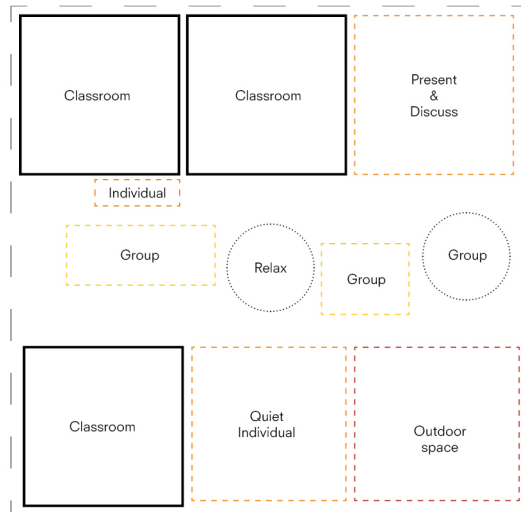 Classroom
Classroom
Present
&
Discuss
Individual
Group
Relax
Group
Group
Classroom
Quiet
Individual
Outdoor
space